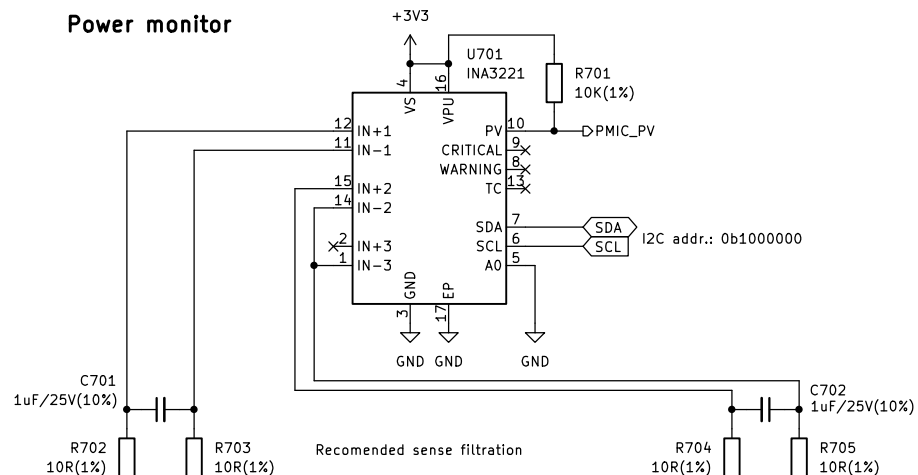 Power monitor
+3V3
U701
INA3221
R701
10K(1%)
4
16
VS
VPU
12 IN+1
11 IN-1
15 IN+2
14 IN-2
2 IN+3
1 IN-3
PV 10
PMIC_PV
CRITICAL 9
WARNING 8
TC 13
SDA 7 SDA
SCL 6 SCL
I2C addr.: 0b1000000
A0 5
GND
EP
3
17
GND GND GND
C701
1uF/25V(10%)
C702
1uF/25V(10%)
R702
10R(1%)
R703
10R(1%)
Recomended sense filtration
R704
10R(1%)
R705
10R(1%)